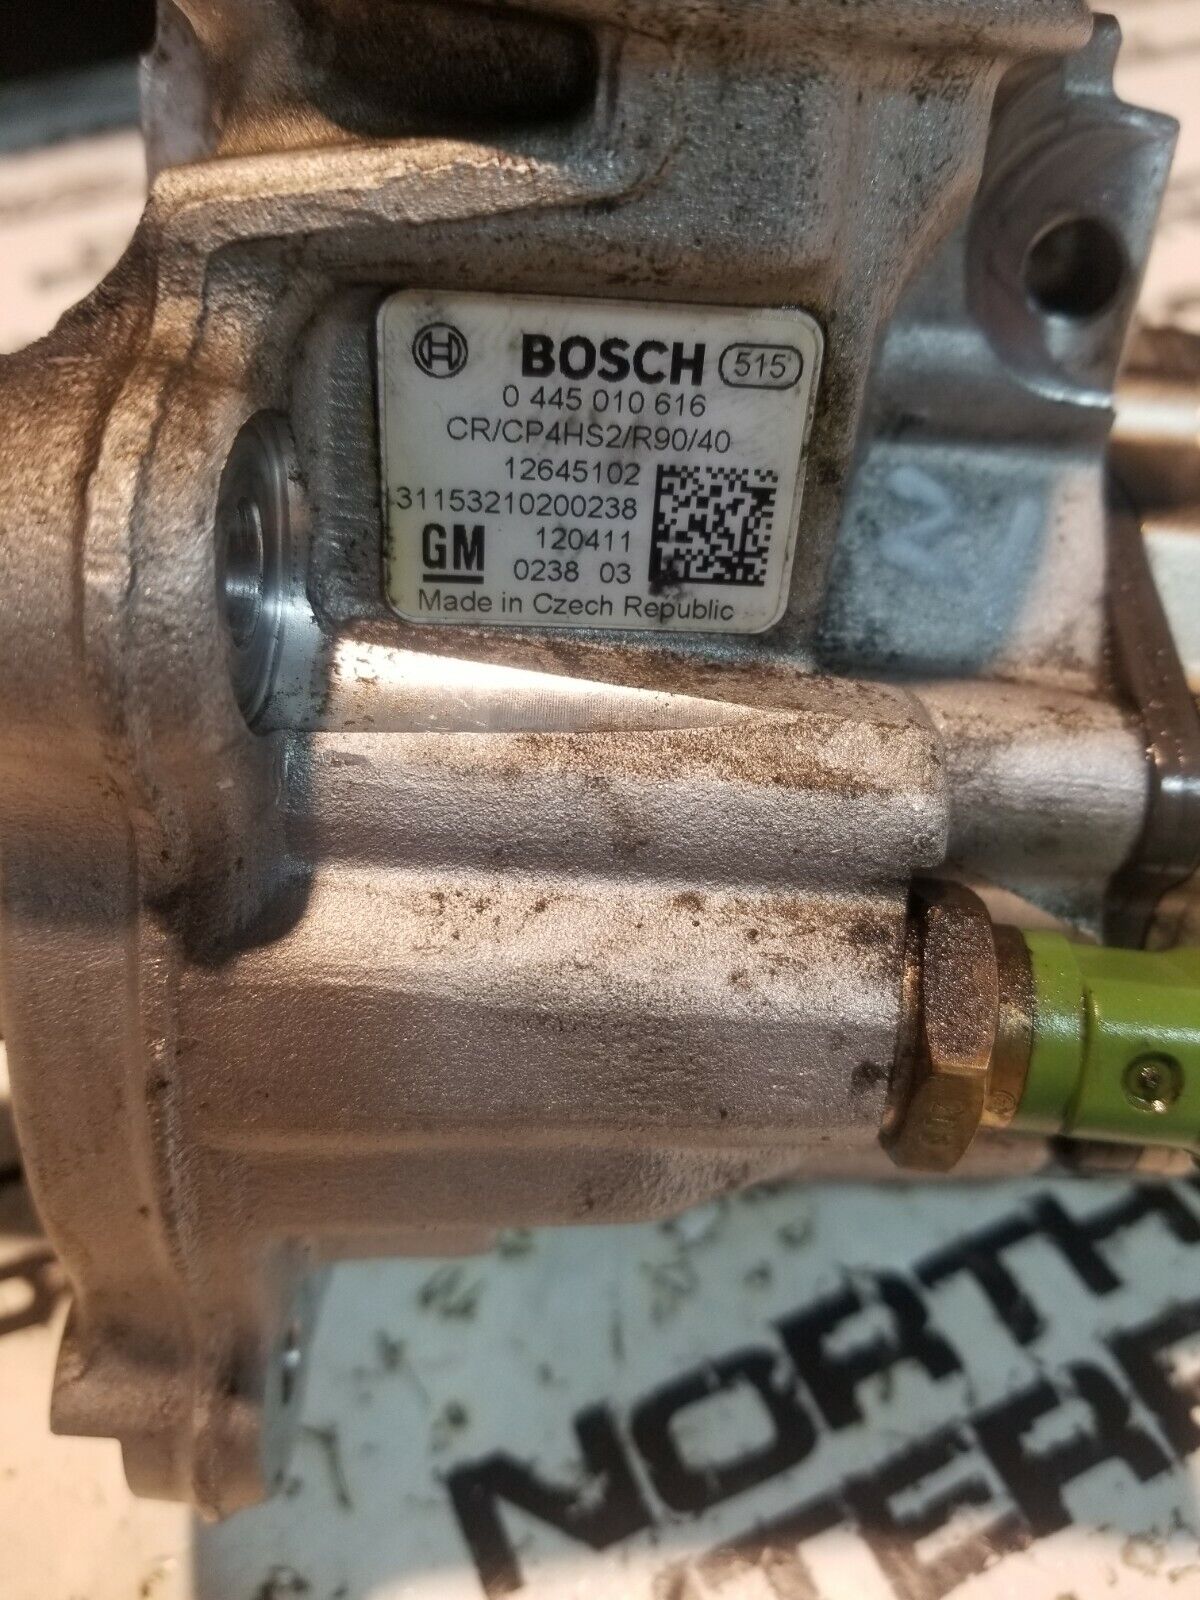 BOSCH 515
0 445 010 616
CR/CP4HS2/R90/40
12645102
31153210200238
GM 120411
0238 03
Made in Czech Republic
NORTH